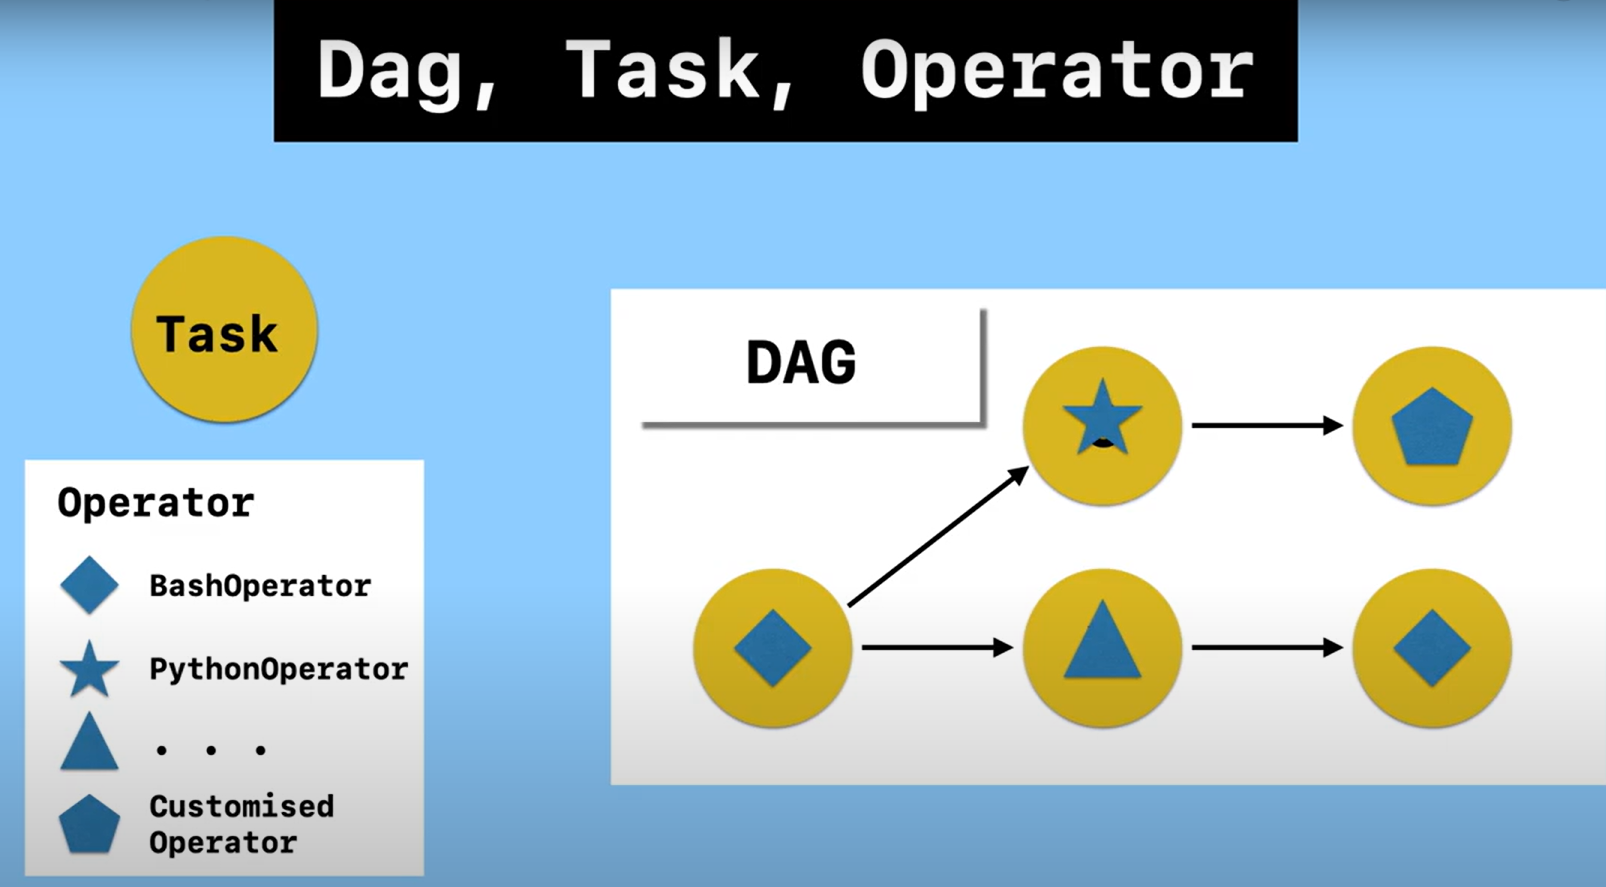 Dag, Task, Operator
Task
DAG
Operator
BashOperator
PythonOperator
. . .
Customised
Operator